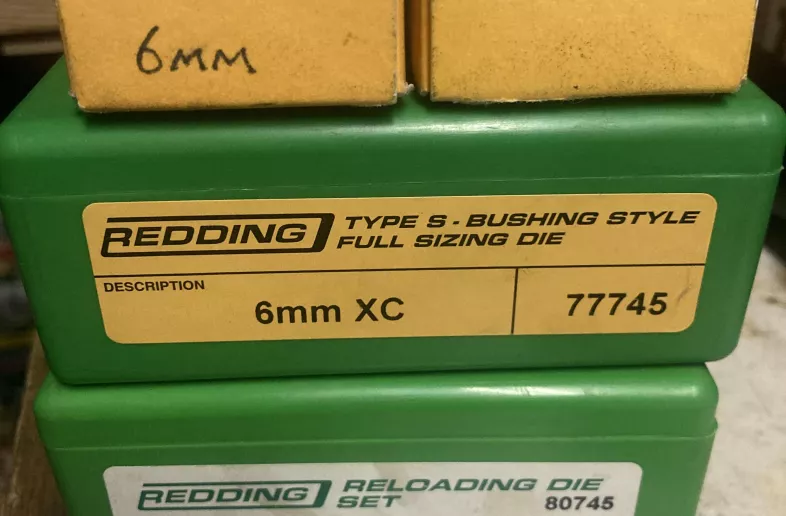 6MM
REDDING TYPE S - BUSHING STYLE
FULL SIZING DIE
DESCRIPTION
6mm XC 77745
REDDING RELOADING DIE
SET 80745